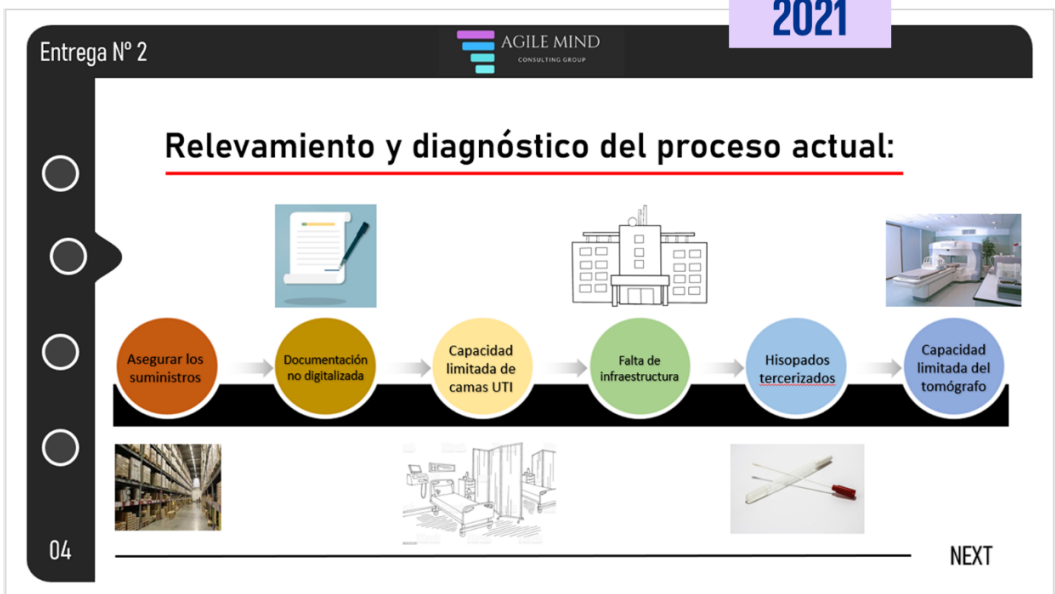 2021
Entrega N° 2
AGILE MIND
CONSULTING GROUP
Relevamiento y diagnóstico del proceso actual:
Asegurar los
suministros
Documentación
no digitalizada
Capacidad
limitada de
camas UTI
Falta de
infraestructura
Hisopados
tercerizados
Capacidad
limitada del
tomógrafo
04
NEXT